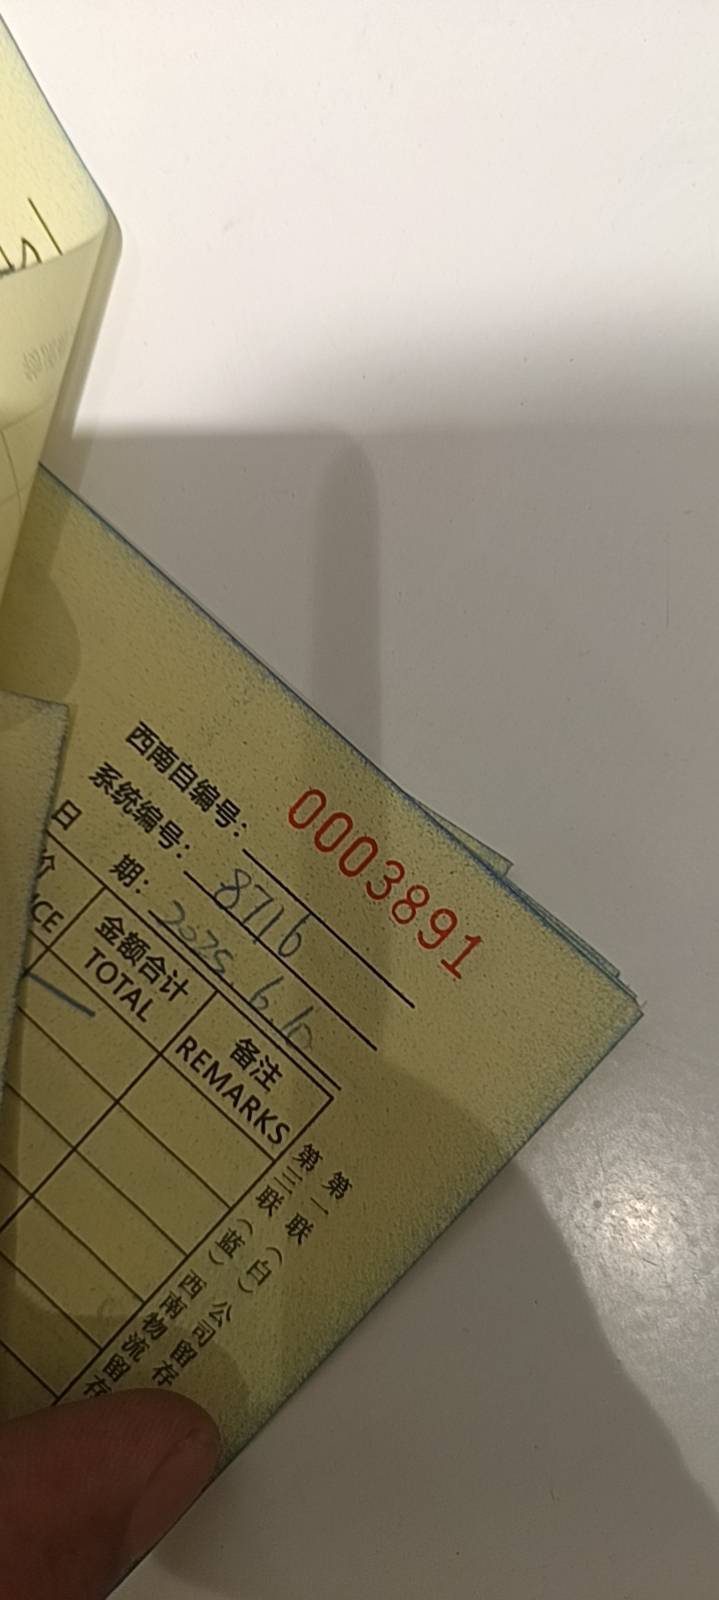 西南自编号: 0003891
系统编号: 8716
日 期: 2025.6.10
价 金额合计 备注
ICE TOTAL REMARKS
第一联(白)公司留存
第三联(蓝)西南物流留存